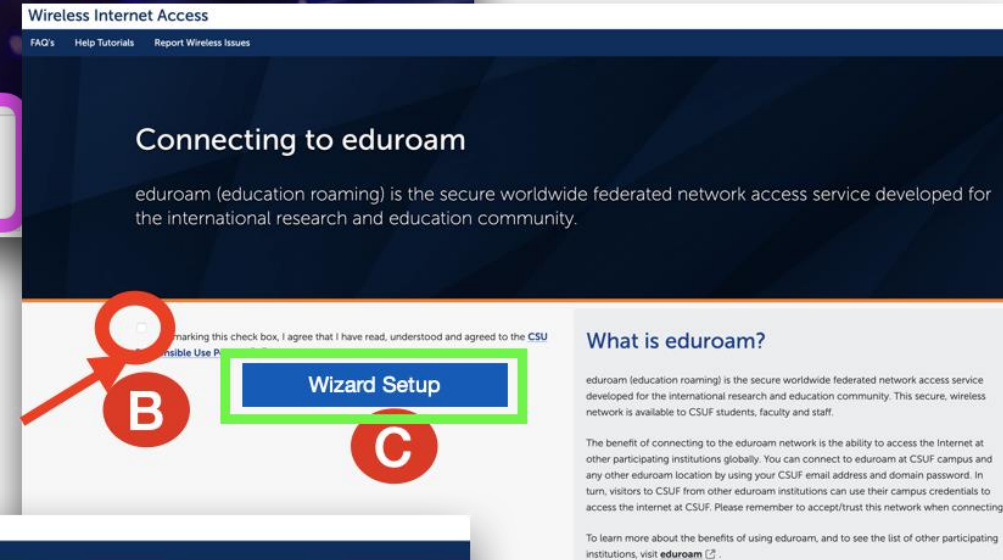 Wireless Internet Access
FAQ's Help Tutorials Report Wireless Issues
Connecting to eduroam
eduroam (education roaming) is the secure worldwide federated network access service developed for
the international research and education community.
marking this check box, I agree that I have read, understood and agreed to the CSU
Use
Wizard Setup
B
C
What is eduroam?
eduroam (education roaming) is the secure worldwide federated network access service
developed for the international research and education community. This secure, wireless
network is available to CSUF students, faculty and staff.
The benefit of connecting to the eduroam network is the ability to access the Internet at
other participating institutions globally. You can connect to eduroam at CSUF campus and
any other eduroam location by using your CSUF email address and domain password. In
turn, visitors to CSUF from other eduroam institutions can use their campus credentials to
access the internet at CSUF. Please remember to accept/trust this network when connecting
To learn more about the benefits of using eduroam, and to see the list of other participating
institutions, visit eduroam .